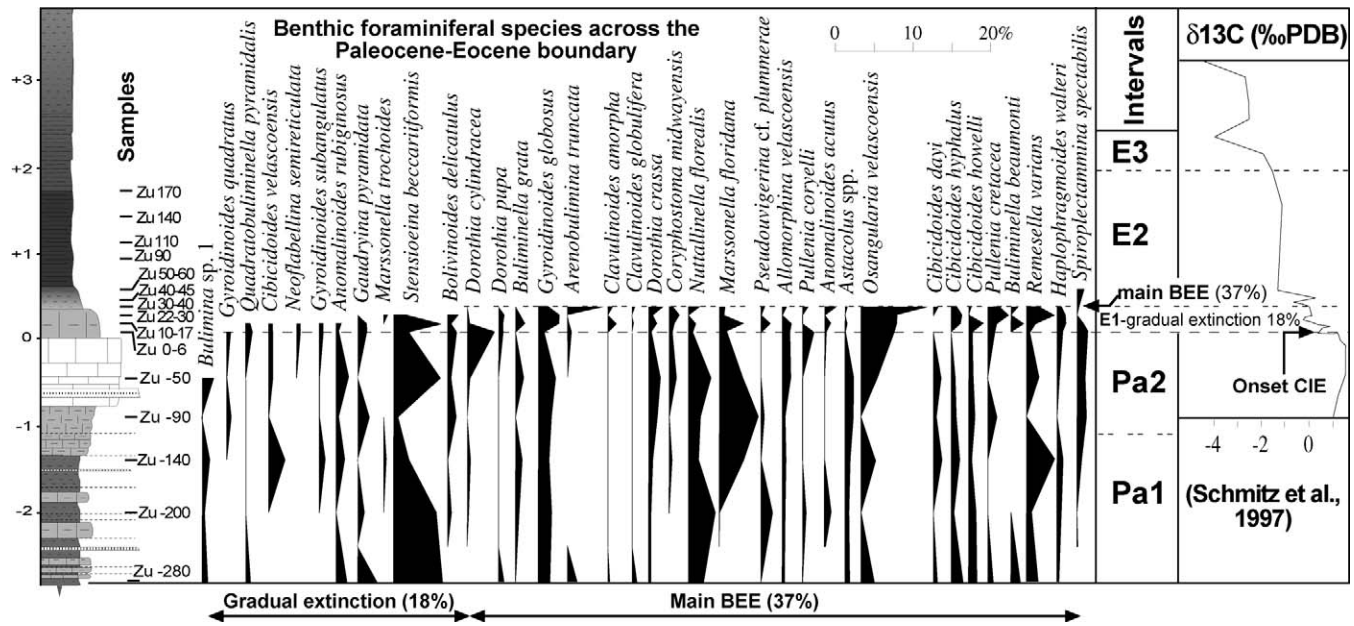 Benthic foraminiferal species across the
Paleocene-Eocene boundary
0 10 20%
Samples
+3
+2
+1
0
-1
-2
Zu 170
Zu 140
Zu 110
Zu 90
Zu 50-60
Zu 40-45
Zu 30-40
Zu 22-30
Zu 10-17
Zu 0-6
Zu -50
Zu -90
Zu -140
Zu -200
Zu -280
Bulimina sp. 1
Gyroidinoides quadratus
Quadratobuliminella pyramidalis
Cibicidoides velascoensis
Neoflabellina semireticulata
Gyroidinoides subangulatus
Anomalinoides rubiginosus
Gaudryina pyramidata
Marssonella trochoides
Stensioeina beccariiformis
Bolivinoides delicatulus
Dorothia cylindracea
Dorothia pupa
Buliminella grata
Gyroidinoides globosus
Arenobulimina truncata
Clavulinoides amorpha
Clavulinoides globulifera
Dorothia crassa
Coryphostoma midwayensis
Nuttallinella florealis
Marssonella floridana
Pseudouvigerina cf. plummerae
Allomorphina velascoensis
Pullenia coryelli
Anomalinoides acutus
Astacolus spp.
Osangularia velascoensis
Cibicidoides dayi
Cibicidoides hyphalus
Cibicidoides howelli
Pullenia cretacea
Buliminella beaumonti
Remesella varians
Haplophragmoides walteri
Spiroplectammina spectabilis
Intervals
E3
E2
main BEE (37%)
E1-gradual extinction 18%
Onset CIE
Pa2
Pa1
δ13C (‰PDB)
-4 -2 0
(Schmitz et al.,
1997)
Gradual extinction (18%)
Main BEE (37%)